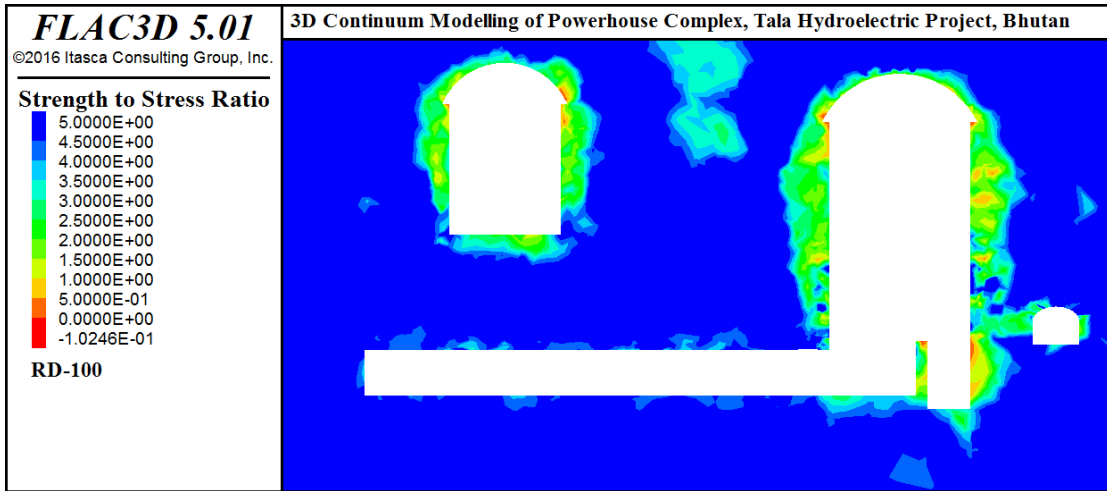 FLAC3D 5.01
©2016 Itasca Consulting Group, Inc.
Strength to Stress Ratio
5.0000E+00
4.5000E+00
4.0000E+00
3.5000E+00
3.0000E+00
2.5000E+00
2.0000E+00
1.5000E+00
1.0000E+00
5.0000E-01
0.0000E+00
-1.0246E-01
RD-100
3D Continuum Modelling of Powerhouse Complex, Tala Hydroelectric Project, Bhutan